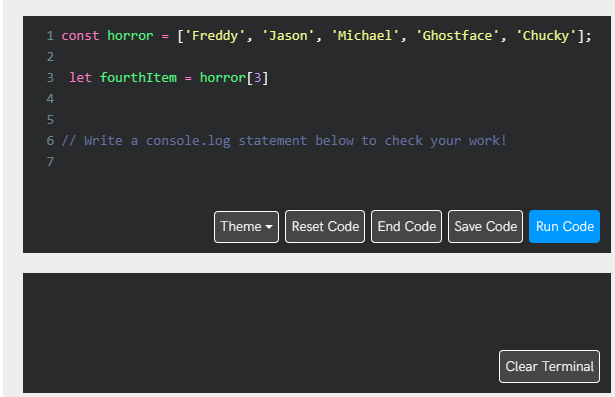 1 const horror = ['Freddy', 'Jason', 'Michael', 'Ghostface', 'Chucky'];
2
3 let fourthItem = horror[3]
4
5
6 // Write a console.log statement below to check your work!
7
Theme Reset Code End Code Save Code Run Code
Clear Terminal